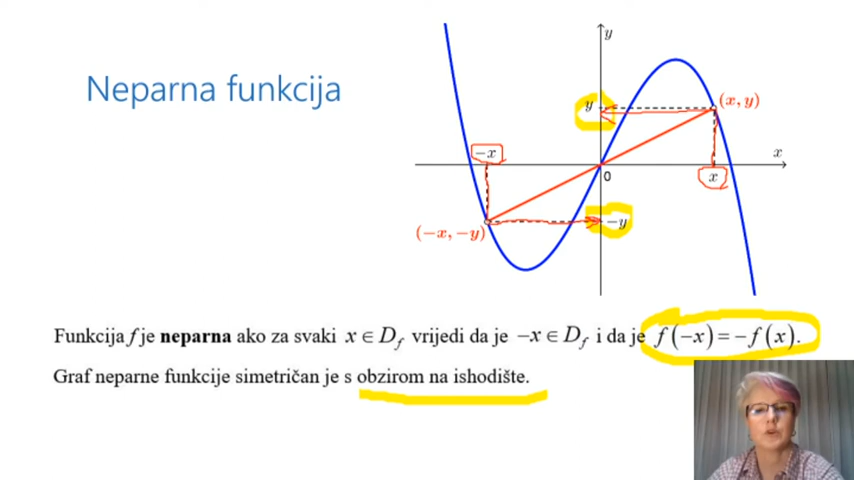 Neparna funkcija
y
y
(x, y)
−x
x
0
x
−y
(−x, −y)
Funkcija f je neparna ako za svaki x ∈ D_f vrijedi da je −x ∈ D_f i da je f(−x) = −f(x).
Graf neparne funkcije simetričan je s obzirom na ishodište.